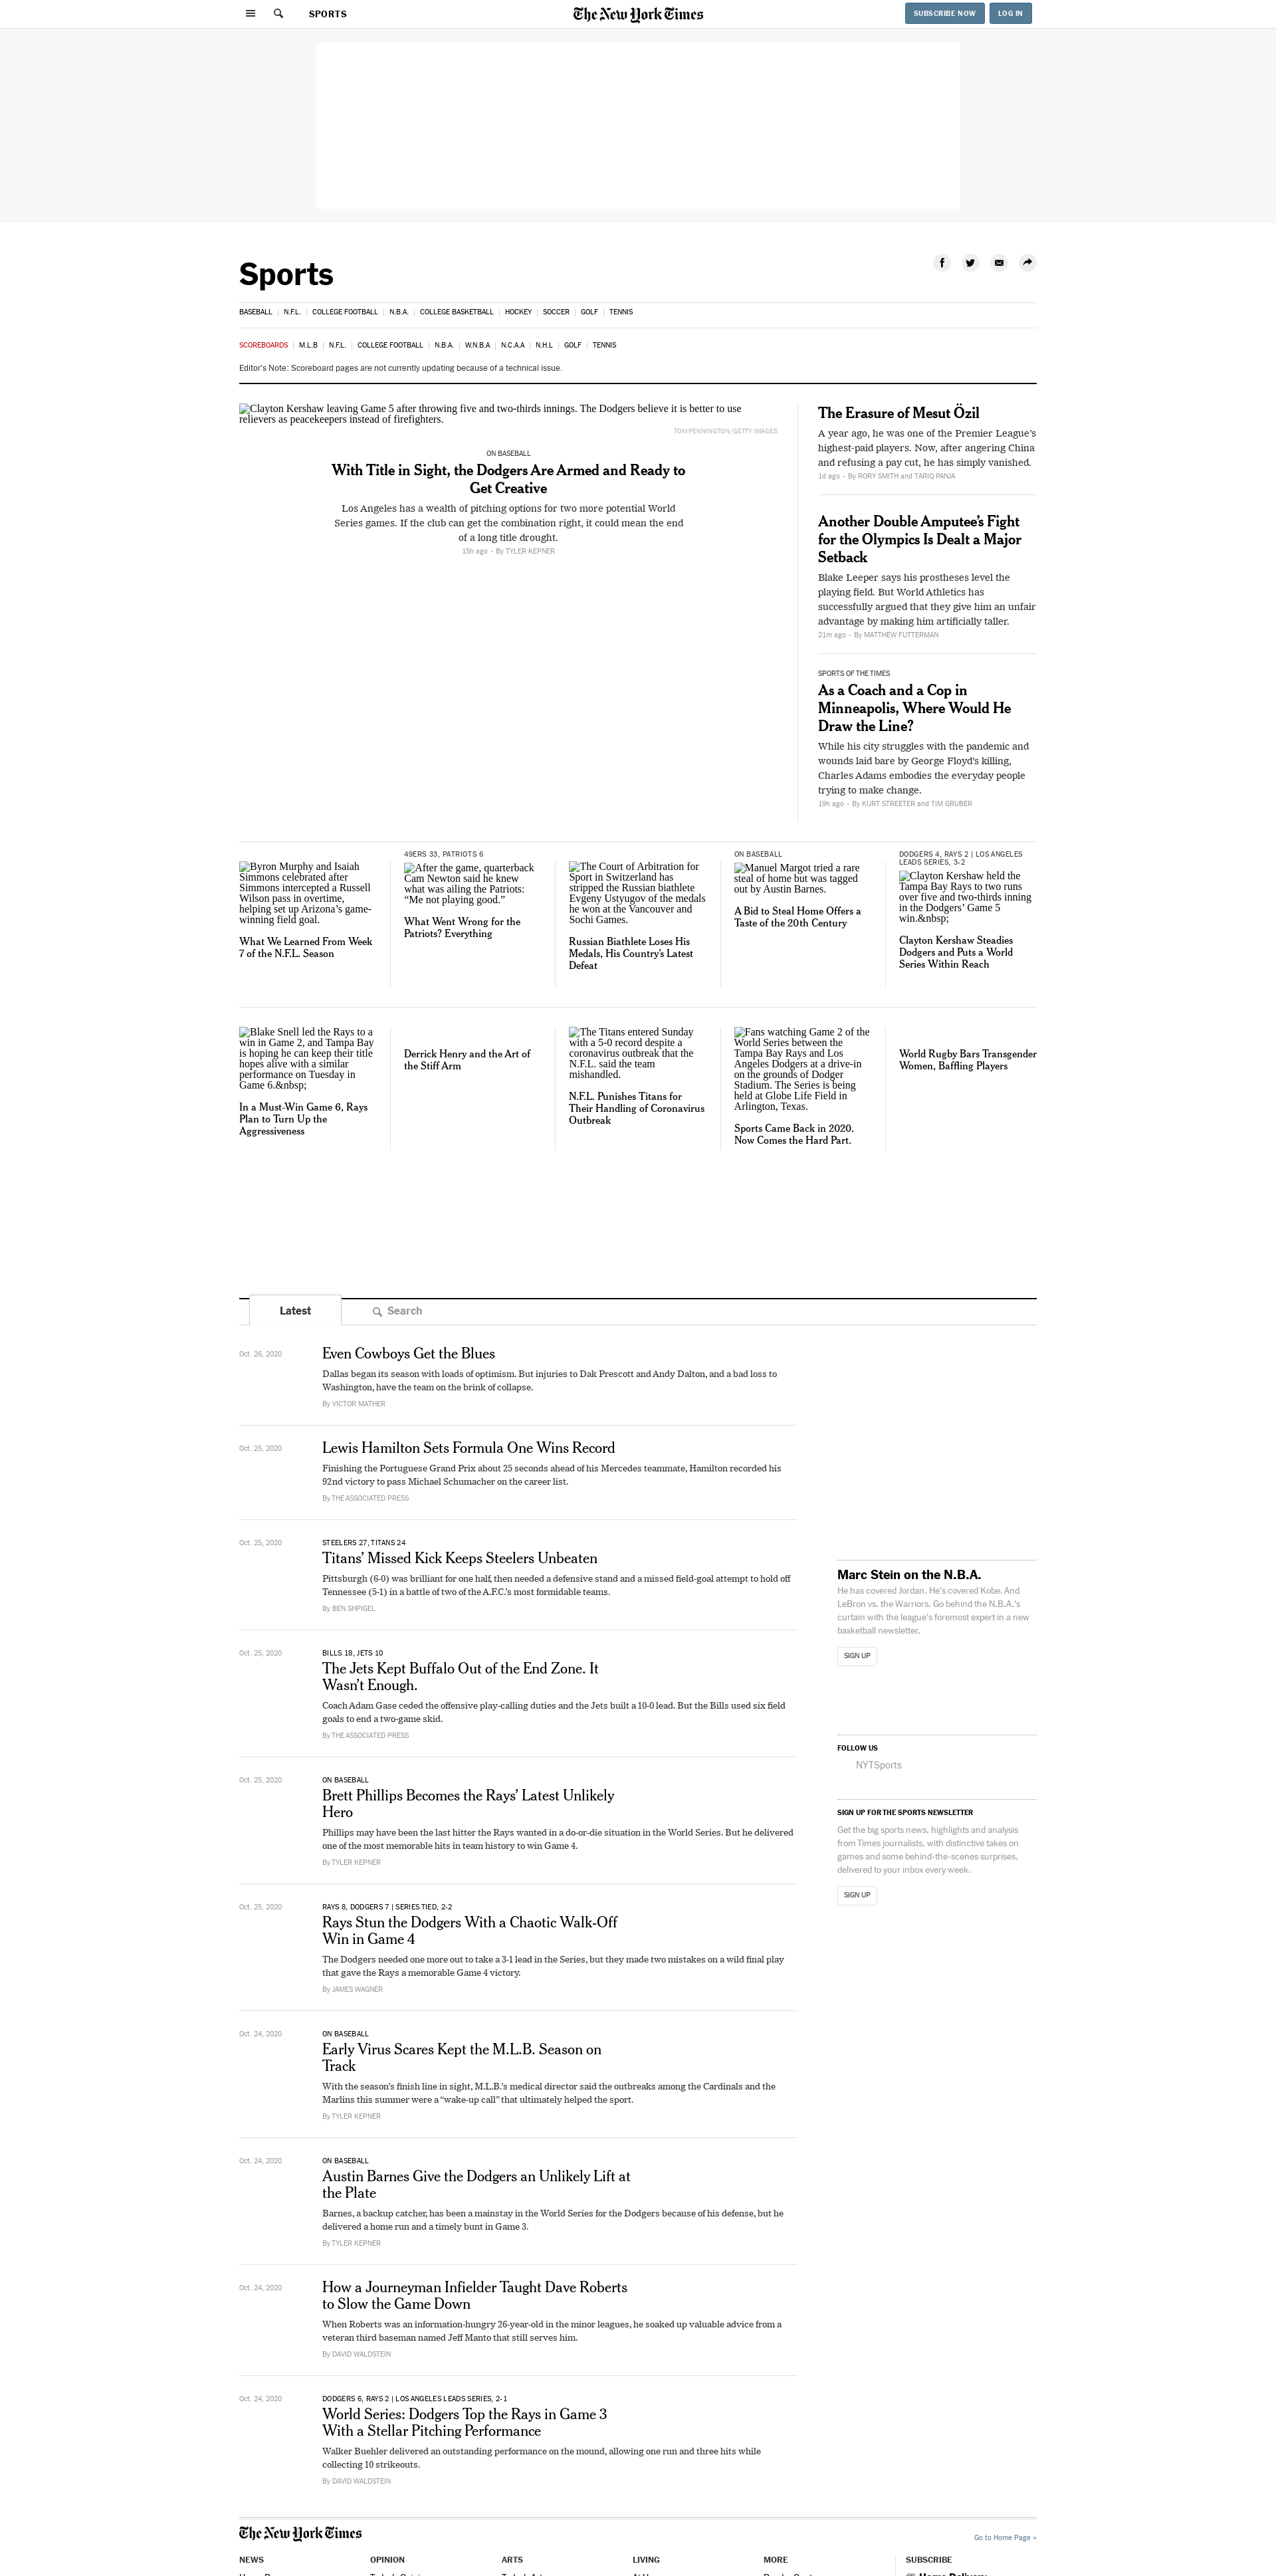 SPORTS
The New York Times
SUBSCRIBE NOW
LOG IN
Sports
BASEBALL
N.F.L.
COLLEGE FOOTBALL
N.B.A.
COLLEGE BASKETBALL
HOCKEY
SOCCER
GOLF
TENNIS
SCOREBOARDS
M.L.B
N.F.L.
COLLEGE FOOTBALL
N.B.A.
W.N.B.A
N.C.A.A
N.H.L
GOLF
TENNIS
Editor's Note: Scoreboard pages are not currently updating because of a technical issue.
Clayton Kershaw leaving Game 5 after throwing five and two-thirds innings. The Dodgers believe it is better to use
relievers as peacekeepers instead of firefighters.
TOM PENNINGTON/GETTY IMAGES
ON BASEBALL
With Title in Sight, the Dodgers Are Armed and Ready to
Get Creative
Los Angeles has a wealth of pitching options for two more potential World
Series games. If the club can get the combination right, it could mean the end
of a long title drought.
15h ago - By TYLER KEPNER
The Erasure of Mesut Özil
A year ago, he was one of the Premier League's
highest-paid players. Now, after angering China
and refusing a pay cut, he has simply vanished.
1d ago - By RORY SMITH and TARIQ PANJA
Another Double Amputee's Fight
for the Olympics Is Dealt a Major
Setback
Blake Leeper says his prostheses level the
playing field. But World Athletics has
successfully argued that they give him an unfair
advantage by making him artificially taller.
21m ago - By MATTHEW FUTTERMAN
SPORTS OF THE TIMES
As a Coach and a Cop in
Minneapolis, Where Would He
Draw the Line?
While his city struggles with the pandemic and
wounds laid bare by George Floyd's killing,
Charles Adams embodies the everyday people
trying to make change.
19h ago - By KURT STREETER and TIM GRUBER
Byron Murphy and Isaiah
Simmons celebrated after
Simmons intercepted a Russell
Wilson pass in overtime,
helping set up Arizona's game-
winning field goal.
What We Learned From Week
7 of the N.F.L. Season
49ERS 33, PATRIOTS 6
After the game, quarterback
Cam Newton said he knew
what was ailing the Patriots:
“Me not playing good.”
What Went Wrong for the
Patriots? Everything
The Court of Arbitration for
Sport in Switzerland has
stripped the Russian biathlete
Evgeny Ustyugov of the medals
he won at the Vancouver and
Sochi Games.
Russian Biathlete Loses His
Medals, His Country's Latest
Defeat
ON BASEBALL
Manuel Margot tried a rare
steal of home but was tagged
out by Austin Barnes.
A Bid to Steal Home Offers a
Taste of the 20th Century
DODGERS 4, RAYS 2 | LOS ANGELES
LEADS SERIES, 3-2
Clayton Kershaw held the
Tampa Bay Rays to two runs
over five and two-thirds inning
in the Dodgers' Game 5
win.&nbsp;
Clayton Kershaw Steadies
Dodgers and Puts a World
Series Within Reach
Blake Snell led the Rays to a
win in Game 2, and Tampa Bay
is hoping he can keep their title
hopes alive with a similar
performance on Tuesday in
Game 6.&nbsp;
In a Must-Win Game 6, Rays
Plan to Turn Up the
Aggressiveness
Derrick Henry and the Art of
the Stiff Arm
The Titans entered Sunday
with a 5-0 record despite a
coronavirus outbreak that the
N.F.L. said the team
mishandled.
N.F.L. Punishes Titans for
Their Handling of Coronavirus
Outbreak
Fans watching Game 2 of the
World Series between the
Tampa Bay Rays and Los
Angeles Dodgers at a drive-in
on the grounds of Dodger
Stadium. The Series is being
held at Globe Life Field in
Arlington, Texas.
Sports Came Back in 2020.
Now Comes the Hard Part.
World Rugby Bars Transgender
Women, Baffling Players
Latest
Search
Oct. 26, 2020
Even Cowboys Get the Blues
Dallas began its season with loads of optimism. But injuries to Dak Prescott and Andy Dalton, and a bad loss to
Washington, have the team on the brink of collapse.
By VICTOR MATHER
Oct. 25, 2020
Lewis Hamilton Sets Formula One Wins Record
Finishing the Portuguese Grand Prix about 25 seconds ahead of his Mercedes teammate, Hamilton recorded his
92nd victory to pass Michael Schumacher on the career list.
By THE ASSOCIATED PRESS
Oct. 25, 2020
STEELERS 27, TITANS 24
Titans' Missed Kick Keeps Steelers Unbeaten
Pittsburgh (6-0) was brilliant for one half, then needed a defensive stand and a missed field-goal attempt to hold off
Tennessee (5-1) in a battle of two of the A.F.C.'s most formidable teams.
By BEN SHPIGEL
Oct. 25, 2020
BILLS 18, JETS 10
The Jets Kept Buffalo Out of the End Zone. It
Wasn't Enough.
Coach Adam Gase ceded the offensive play-calling duties and the Jets built a 10-0 lead. But the Bills used six field
goals to end a two-game skid.
By THE ASSOCIATED PRESS
Oct. 25, 2020
ON BASEBALL
Brett Phillips Becomes the Rays' Latest Unlikely
Hero
Phillips may have been the last hitter the Rays wanted in a do-or-die situation in the World Series. But he delivered
one of the most memorable hits in team history to win Game 4.
By TYLER KEPNER
Oct. 25, 2020
RAYS 8, DODGERS 7 | SERIES TIED, 2-2
Rays Stun the Dodgers With a Chaotic Walk-Off
Win in Game 4
The Dodgers needed one more out to take a 3-1 lead in the Series, but they made two mistakes on a wild final play
that gave the Rays a memorable Game 4 victory.
By JAMES WAGNER
Oct. 24, 2020
ON BASEBALL
Early Virus Scares Kept the M.L.B. Season on
Track
With the season's finish line in sight, M.L.B.'s medical director said the outbreaks among the Cardinals and the
Marlins this summer were a “wake-up call” that ultimately helped the sport.
By TYLER KEPNER
Oct. 24, 2020
ON BASEBALL
Austin Barnes Give the Dodgers an Unlikely Lift at
the Plate
Barnes, a backup catcher, has been a mainstay in the World Series for the Dodgers because of his defense, but he
delivered a home run and a timely bunt in Game 3.
By TYLER KEPNER
Oct. 24, 2020
How a Journeyman Infielder Taught Dave Roberts
to Slow the Game Down
When Roberts was an information-hungry 26-year-old in the minor leagues, he soaked up valuable advice from a
veteran third baseman named Jeff Manto that still serves him.
By DAVID WALDSTEIN
Oct. 24, 2020
DODGERS 6, RAYS 2 | LOS ANGELES LEADS SERIES, 2-1
World Series: Dodgers Top the Rays in Game 3
With a Stellar Pitching Performance
Walker Buehler delivered an outstanding performance on the mound, allowing one run and three hits while
collecting 10 strikeouts.
By DAVID WALDSTEIN
Marc Stein on the N.B.A.
He has covered Jordan. He's covered Kobe. And
LeBron vs. the Warriors. Go behind the N.B.A.'s
curtain with the league's foremost expert in a new
basketball newsletter.
SIGN UP
FOLLOW US
NYTSports
SIGN UP FOR THE SPORTS NEWSLETTER
Get the big sports news, highlights and analysis
from Times journalists, with distinctive takes on
games and some behind-the-scenes surprises,
delivered to your inbox every week.
SIGN UP
The New York Times
Go to Home Page »
NEWS
OPINION
ARTS
LIVING
MORE
SUBSCRIBE